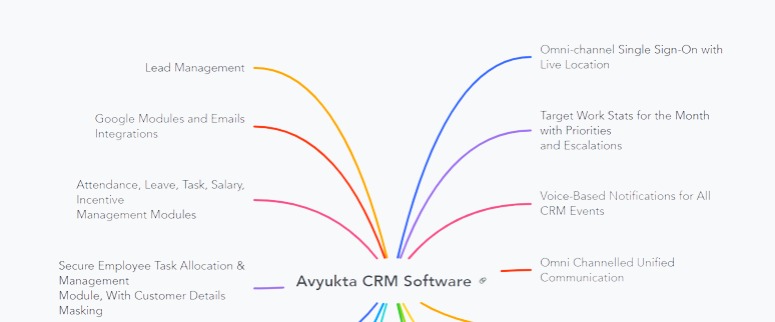 Lead Management
Google Modules and Emails
Integrations
Attendance, Leave, Task, Salary,
Incentive
Management Modules
Secure Employee Task Allocation &
Management
Module, With Customer Details
Masking
Avyukta CRM Software
Omni-channel Single Sign-On with
Live Location
Target Work Stats for the Month
with Priorities
and Escalations
Voice-Based Notifications for All
CRM Events
Omni Channelled Unified
Communication